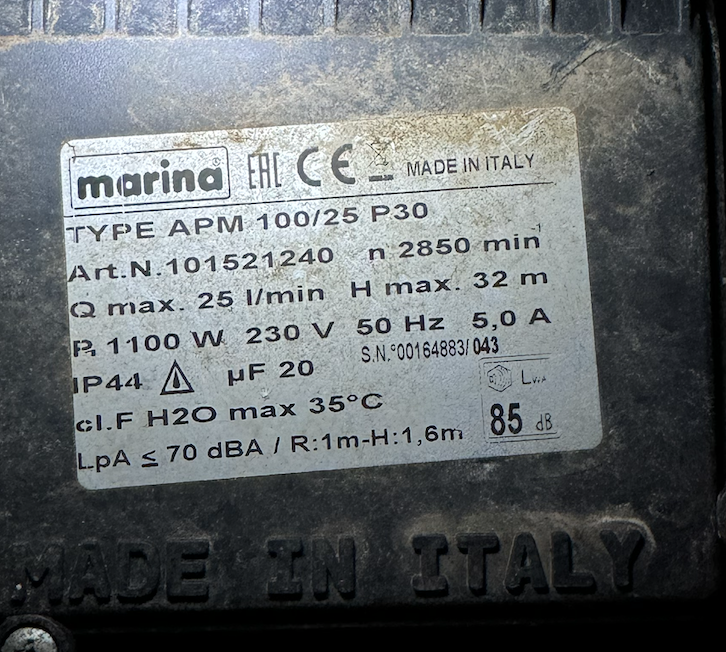 marina® EAC CE MADE IN ITALY
TYPE APM 100/25 P30
Art.N.101521240 n 2850 min⁻¹
Q max. 25 l/min H max. 32 m
P₁ 1100 W 230 V 50 Hz 5,0 A
S.N.°00164883/043
IP44 µF 20
cl.F H2O max 35°C
LWA
85 dB
LpA ≤ 70 dBA / R:1m-H:1,6m
MADE IN ITALY